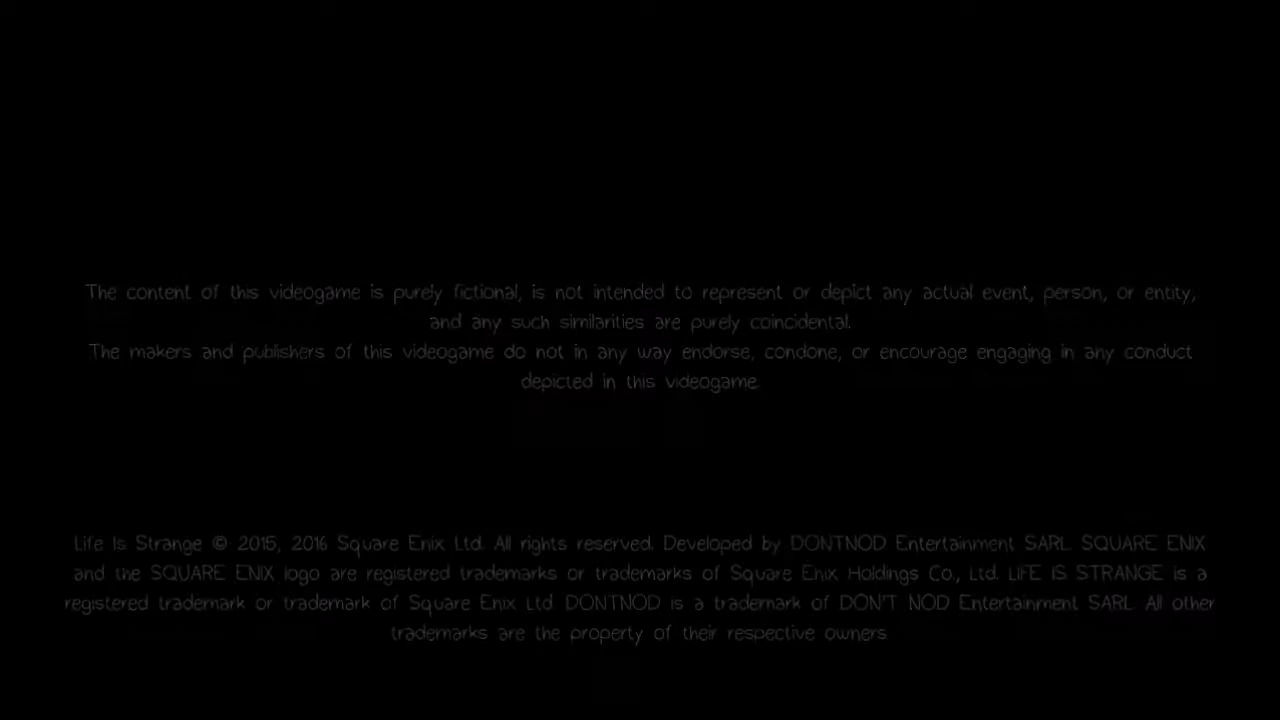 The content of this videogame is purely fictional, is not intended to represent or depict any actual event, person, or entity,
and any such similarities are purely coincidental.
The makers and publishers of this videogame do not in any way endorse, condone, or encourage engaging in any conduct
depicted in this videogame.
Life Is Strange © 2015, 2016 Square Enix Ltd. All rights reserved. Developed by DONTNOD Entertainment SARL. SQUARE ENIX
and the SQUARE ENIX logo are registered trademarks or trademarks of Square Enix Holdings Co., Ltd. LIFE IS STRANGE is a
registered trademark or trademark of Square Enix Ltd. DONTNOD is a trademark of DON'T NOD Entertainment SARL. All other
trademarks are the property of their respective owners.